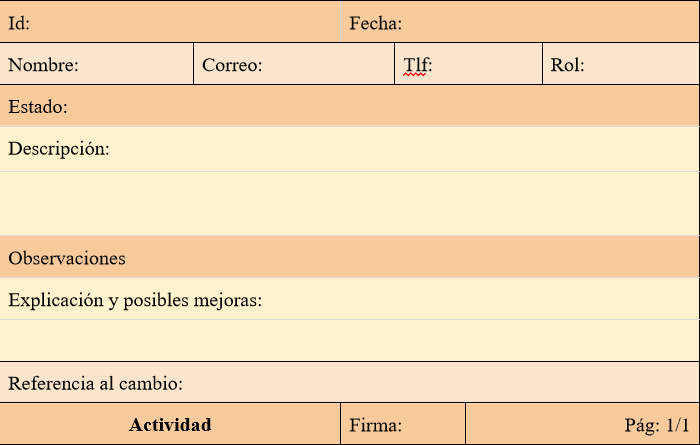 Id: Fecha:
Nombre: Correo: Tlf: Rol:
Estado:
Descripción:
Observaciones
Explicación y posibles mejoras:
Referencia al cambio:
Actividad Firma: Pág: 1/1